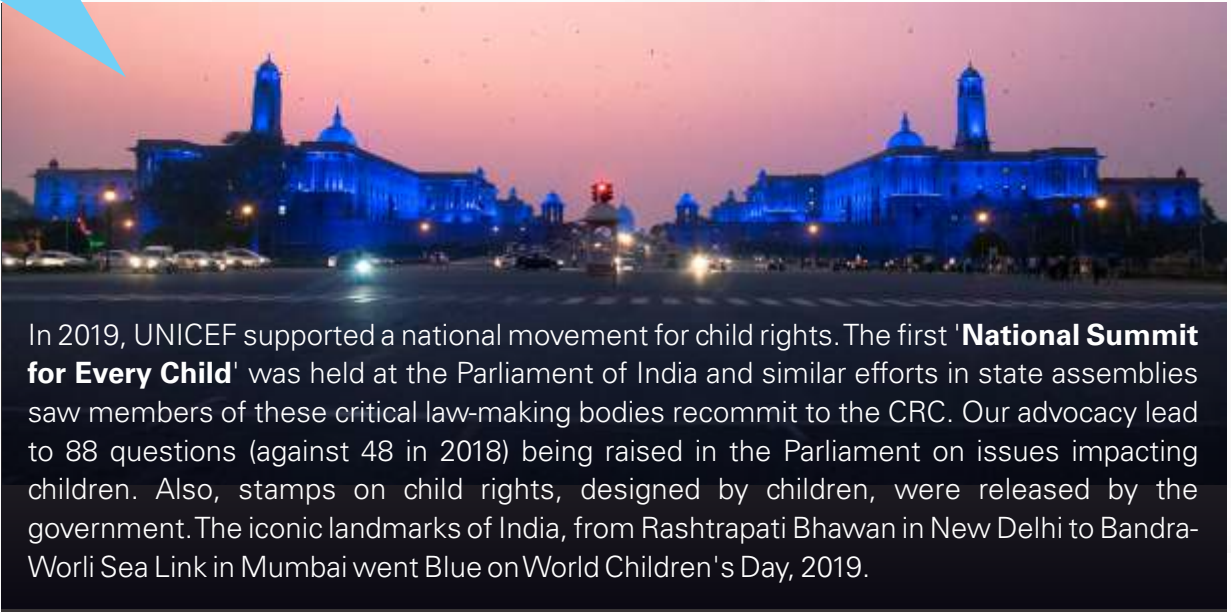 In 2019, UNICEF supported a national movement for child rights. The first 'National Summit
for Every Child' was held at the Parliament of India and similar efforts in state assemblies
saw members of these critical law-making bodies recommit to the CRC. Our advocacy lead
to 88 questions (against 48 in 2018) being raised in the Parliament on issues impacting
children. Also, stamps on child rights, designed by children, were released by the
government. The iconic landmarks of India, from Rashtrapati Bhawan in New Delhi to Bandra-
Worli Sea Link in Mumbai went Blue on World Children's Day, 2019.